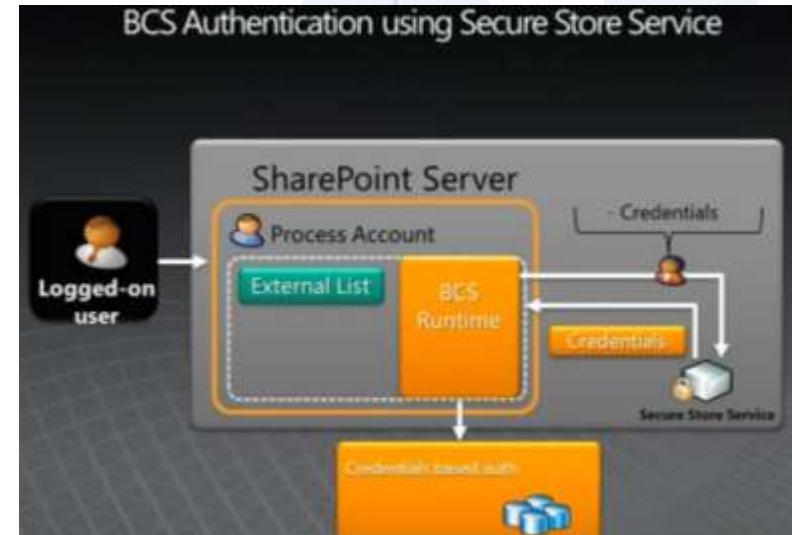 BCS Authentication using Secure Store Service
SharePoint Server
Process Account
- Credentials
Logged-on
user
External List
BCS
Runtime
Credentials
Secure Store Service
Credentials based auth